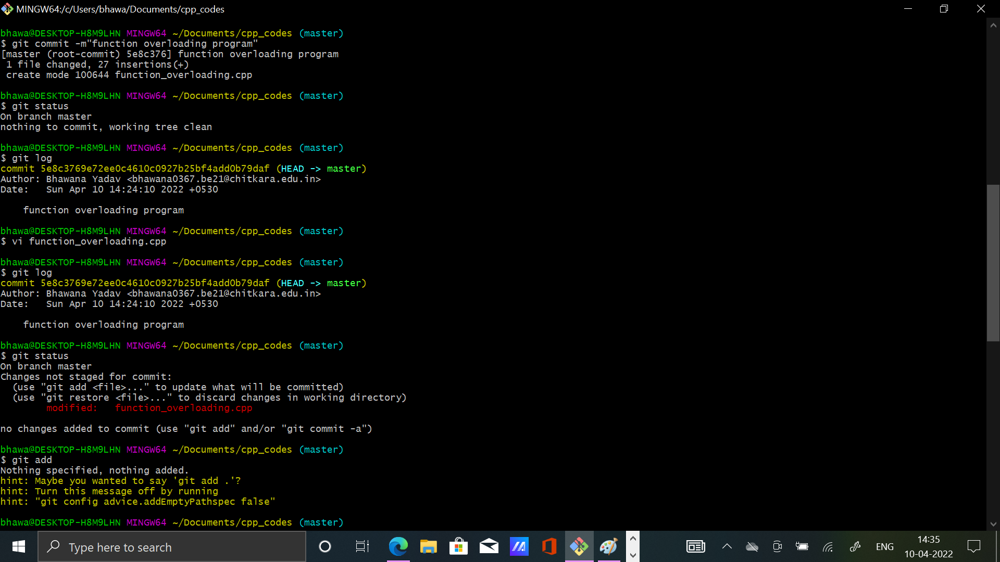 MINGW64:/c/Users/bhawa/Documents/cpp_codes
bhawa@DESKTOP-H8M9LHN MINGW64 ~/Documents/cpp_codes (master)
$ git commit -m"function overloading program"
[master (root-commit) 5e8c376] function overloading program
 1 file changed, 27 insertions(+)
 create mode 100644 function_overloading.cpp
bhawa@DESKTOP-H8M9LHN MINGW64 ~/Documents/cpp_codes (master)
$ git status
On branch master
nothing to commit, working tree clean
bhawa@DESKTOP-H8M9LHN MINGW64 ~/Documents/cpp_codes (master)
$ git log
commit 5e8c3769e72ee0c4610c0927b25bf4add0b79daf (HEAD -> master)
Author: Bhawana Yadav <bhawana0367.be21@chitkara.edu.in>
Date:   Sun Apr 10 14:24:10 2022 +0530
    function overloading program
bhawa@DESKTOP-H8M9LHN MINGW64 ~/Documents/cpp_codes (master)
$ vi function_overloading.cpp
bhawa@DESKTOP-H8M9LHN MINGW64 ~/Documents/cpp_codes (master)
$ git log
commit 5e8c3769e72ee0c4610c0927b25bf4add0b79daf (HEAD -> master)
Author: Bhawana Yadav <bhawana0367.be21@chitkara.edu.in>
Date:   Sun Apr 10 14:24:10 2022 +0530
    function overloading program
bhawa@DESKTOP-H8M9LHN MINGW64 ~/Documents/cpp_codes (master)
$ git status
On branch master
Changes not staged for commit:
  (use "git add <file>..." to update what will be committed)
  (use "git restore <file>..." to discard changes in working directory)
        modified:   function_overloading.cpp
no changes added to commit (use "git add" and/or "git commit -a")
bhawa@DESKTOP-H8M9LHN MINGW64 ~/Documents/cpp_codes (master)
$ git add
Nothing specified, nothing added.
hint: Maybe you wanted to say 'git add .'?
hint: Turn this message off by running
hint: "git config advice.addEmptyPathspec false"
bhawa@DESKTOP-H8M9LHN MINGW64 ~/Documents/cpp_codes (master)
Type here to search
ENG
14:35
10-04-2022